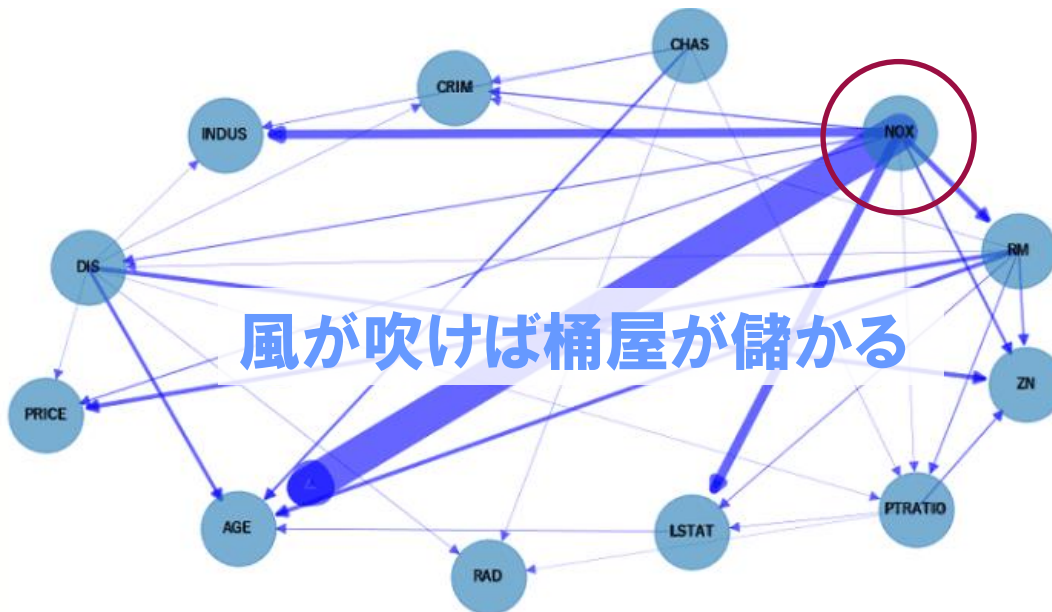 CHAS
CRIM
NOX
INDUS
RM
DIS
風が吹けば桶屋が儲かる
ZN
PRICE
PTRATIO
AGE
LSTAT
RAD